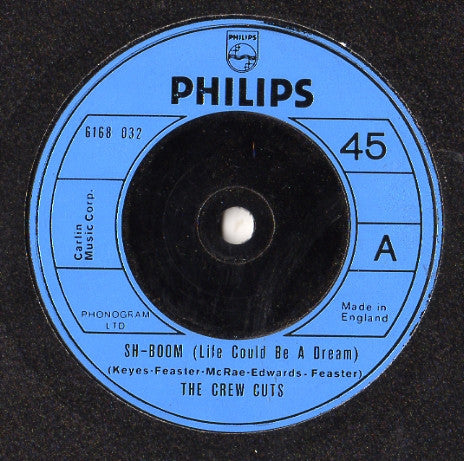 PHILIPS
PHILIPS
6168 032
45
Carlin
Music Corp.
A
PHONOGRAM
LTD
Made in
England
SH-BOOM (Life Could Be A Dream)
(Keyes-Feaster-McRae-Edwards-Feaster)
THE CREW CUTS